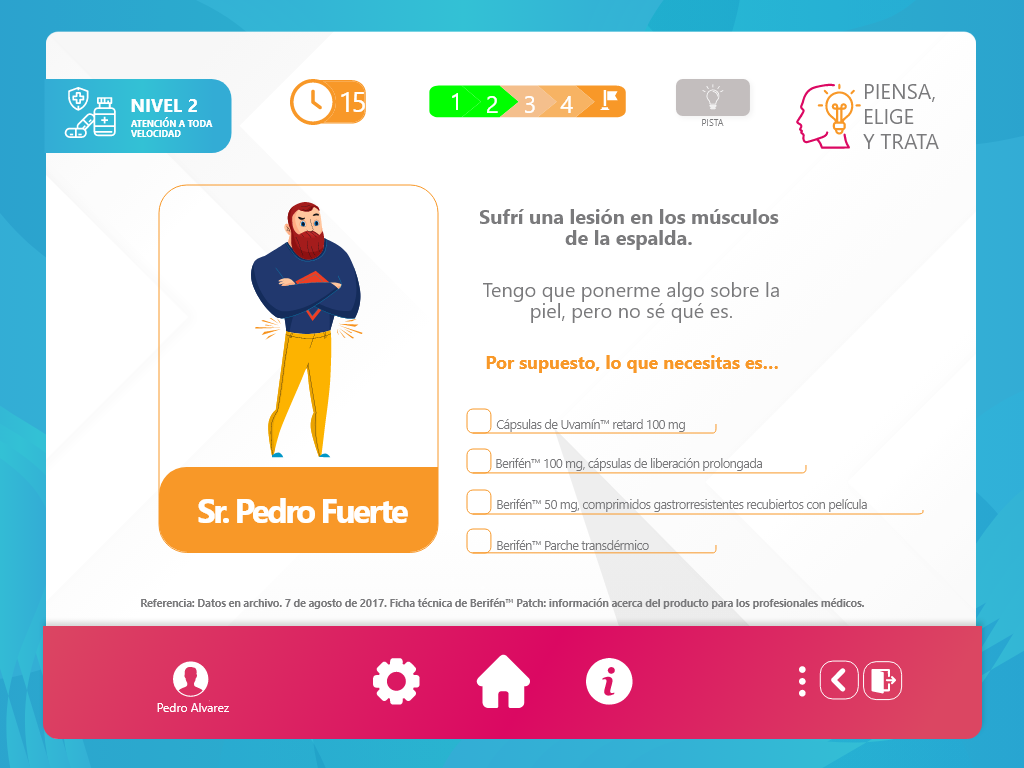 NIVEL 2
ATENCIÓN A TODA
VELOCIDAD
15
1 2 3 4
PISTA
PIENSA,
ELIGE
Y TRATA
Sufrí una lesión en los músculos
de la espalda.
Tengo que ponerme algo sobre la
piel, pero no sé qué es.
Por supuesto, lo que necesitas es...
Cápsulas de Uvamín™ retard 100 mg
Berifén™ 100 mg, cápsulas de liberación prolongada
Berifén™ 50 mg, comprimidos gastrorresistentes recubiertos con película
Berifén™ Parche transdérmico
Sr. Pedro Fuerte
Referencia: Datos en archivo. 7 de agosto de 2017. Ficha técnica de Berifén™ Patch: información acerca del producto para los profesionales médicos.
Pedro Alvarez